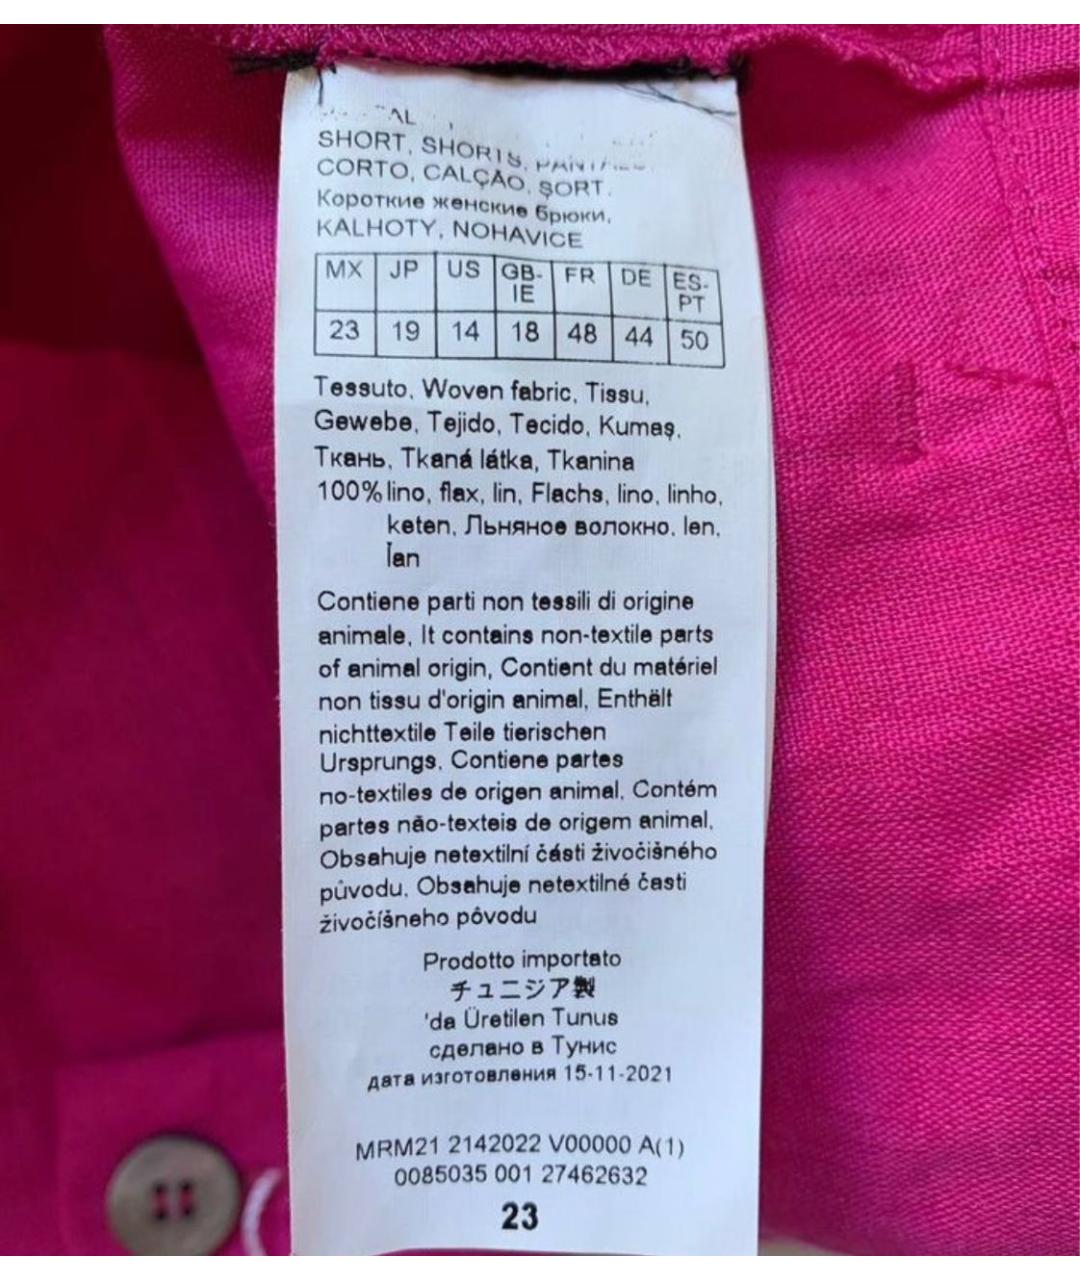 SHORT, SHORTS,
CORTO, CALÇÃO, ŞORT.
Короткие женские брюки,
KALHOTY, NOHAVICE
MX JP US GB-IE FR DE ES-PT
23 19 14 18 48 44 50
Tessuto, Woven fabric, Tissu,
Gewebe, Tejido, Tecido, Kumaş,
Ткань, Tkaná látka, Tkanina
100% lino, flax, lin, Flachs, lino, linho,
keten, Льняное волокно, len,
ľan
Contiene parti non tessili di origine
animale, It contains non-textile parts
of animal origin, Contient du matériel
non tissu d'origin animal, Enthält
nichttextile Teile tierischen
Ursprungs, Contiene partes
no-textiles de origen animal, Contém
partes não-texteis de origem animal,
Obsahuje netextilní části živočišného
původu, Obsahuje netextilné časti
živočíšneho pôvodu
Prodotto importato
チュニジア製
'da Üretilen Tunus
сделано в Тунис
дата изготовления 15-11-2021
MRM21 2142022 V00000 A(1)
0085035 001 27462632
23